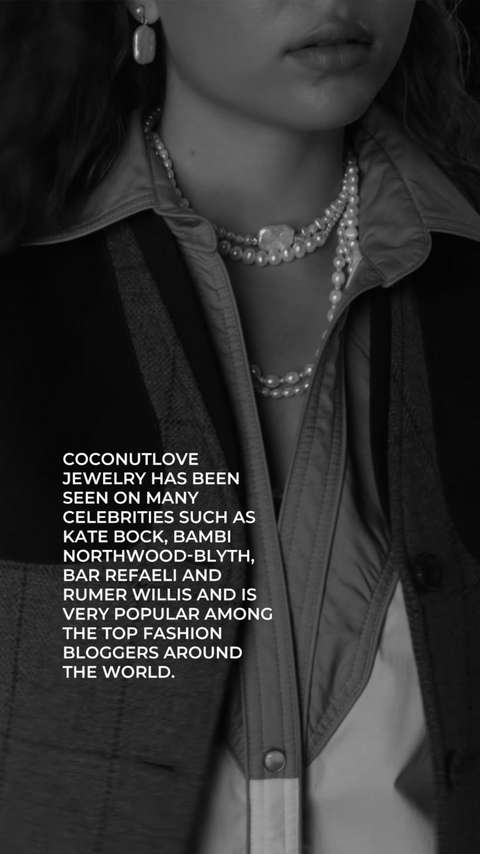 COCONUTLOVE
JEWELRY HAS BEEN
SEEN ON MANY
CELEBRITIES SUCH AS
KATE BOCK, BAMBI
NORTHWOOD-BLYTH,
BAR REFAELI AND
RUMER WILLIS AND IS
VERY POPULAR AMONG
THE TOP FASHION
BLOGGERS AROUND
THE WORLD.